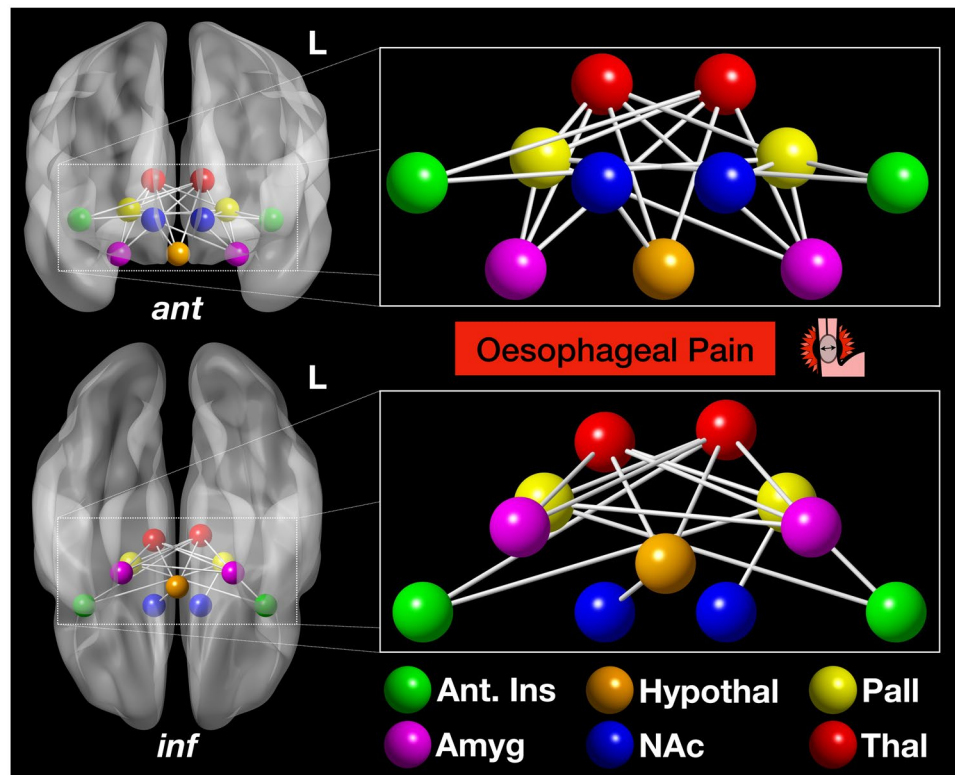 L
ant
Oesophageal Pain
L
inf
Ant. Ins
Hypothal
Pall
Amyg
NAc
Thal